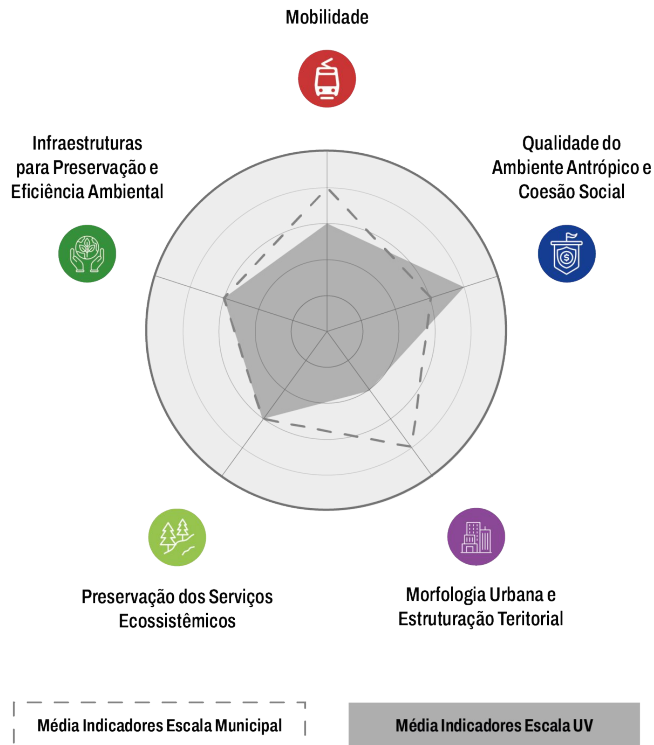 Mobilidade
Infraestruturas
para Preservação e
Eficiência Ambiental
Qualidade do
Ambiente Antrópico e
Coesão Social
$
Preservação dos Serviços
Ecossistêmicos
Morfologia Urbana e
Estruturação Teritorial
Média Indicadores Escala Municipal
Média Indicadores Escala UV